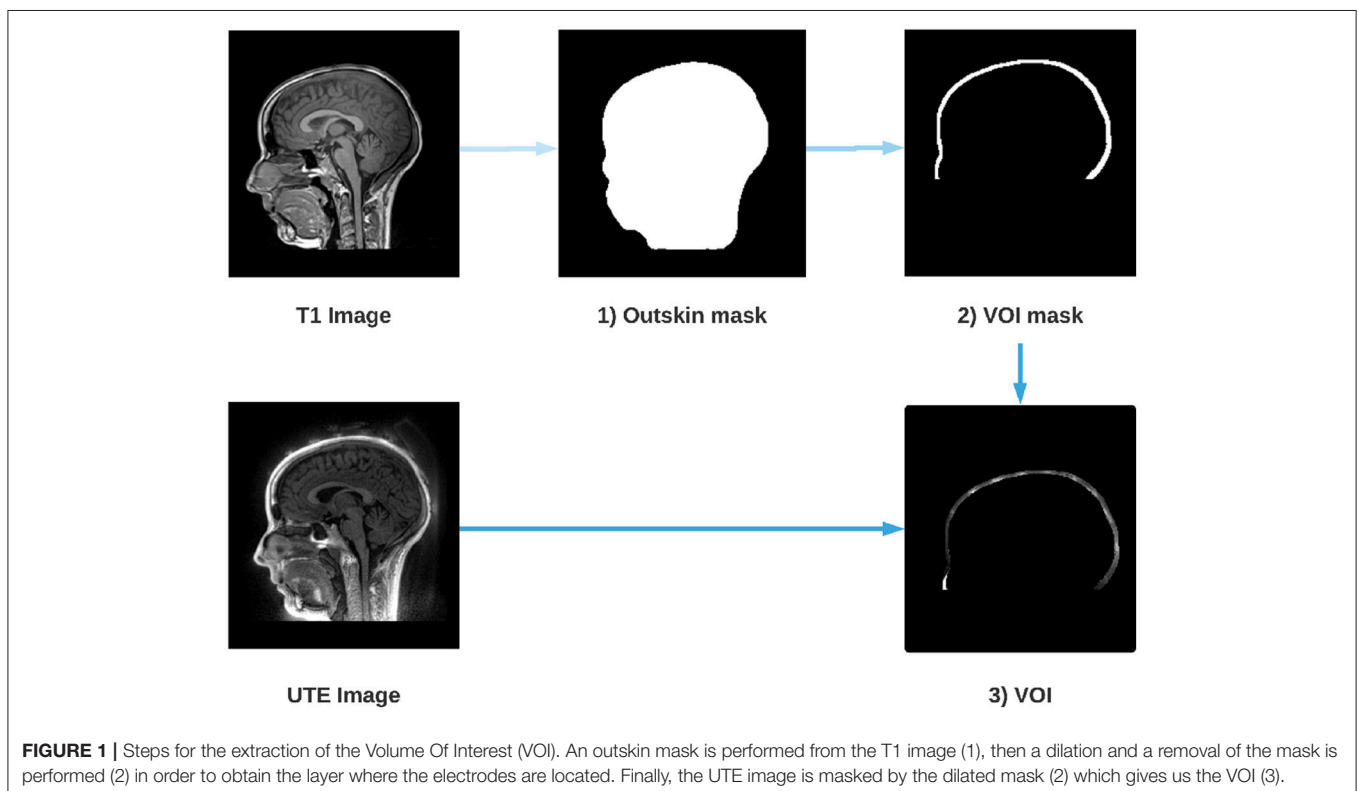 T1 Image
1) Outskin mask
2) VOI mask
UTE Image
3) VOI
FIGURE 1 | Steps for the extraction of the Volume Of Interest (VOI). An outskin mask is performed from the T1 image (1), then a dilation and a removal of the mask is
performed (2) in order to obtain the layer where the electrodes are located. Finally, the UTE image is masked by the dilated mask (2) which gives us the VOI (3).